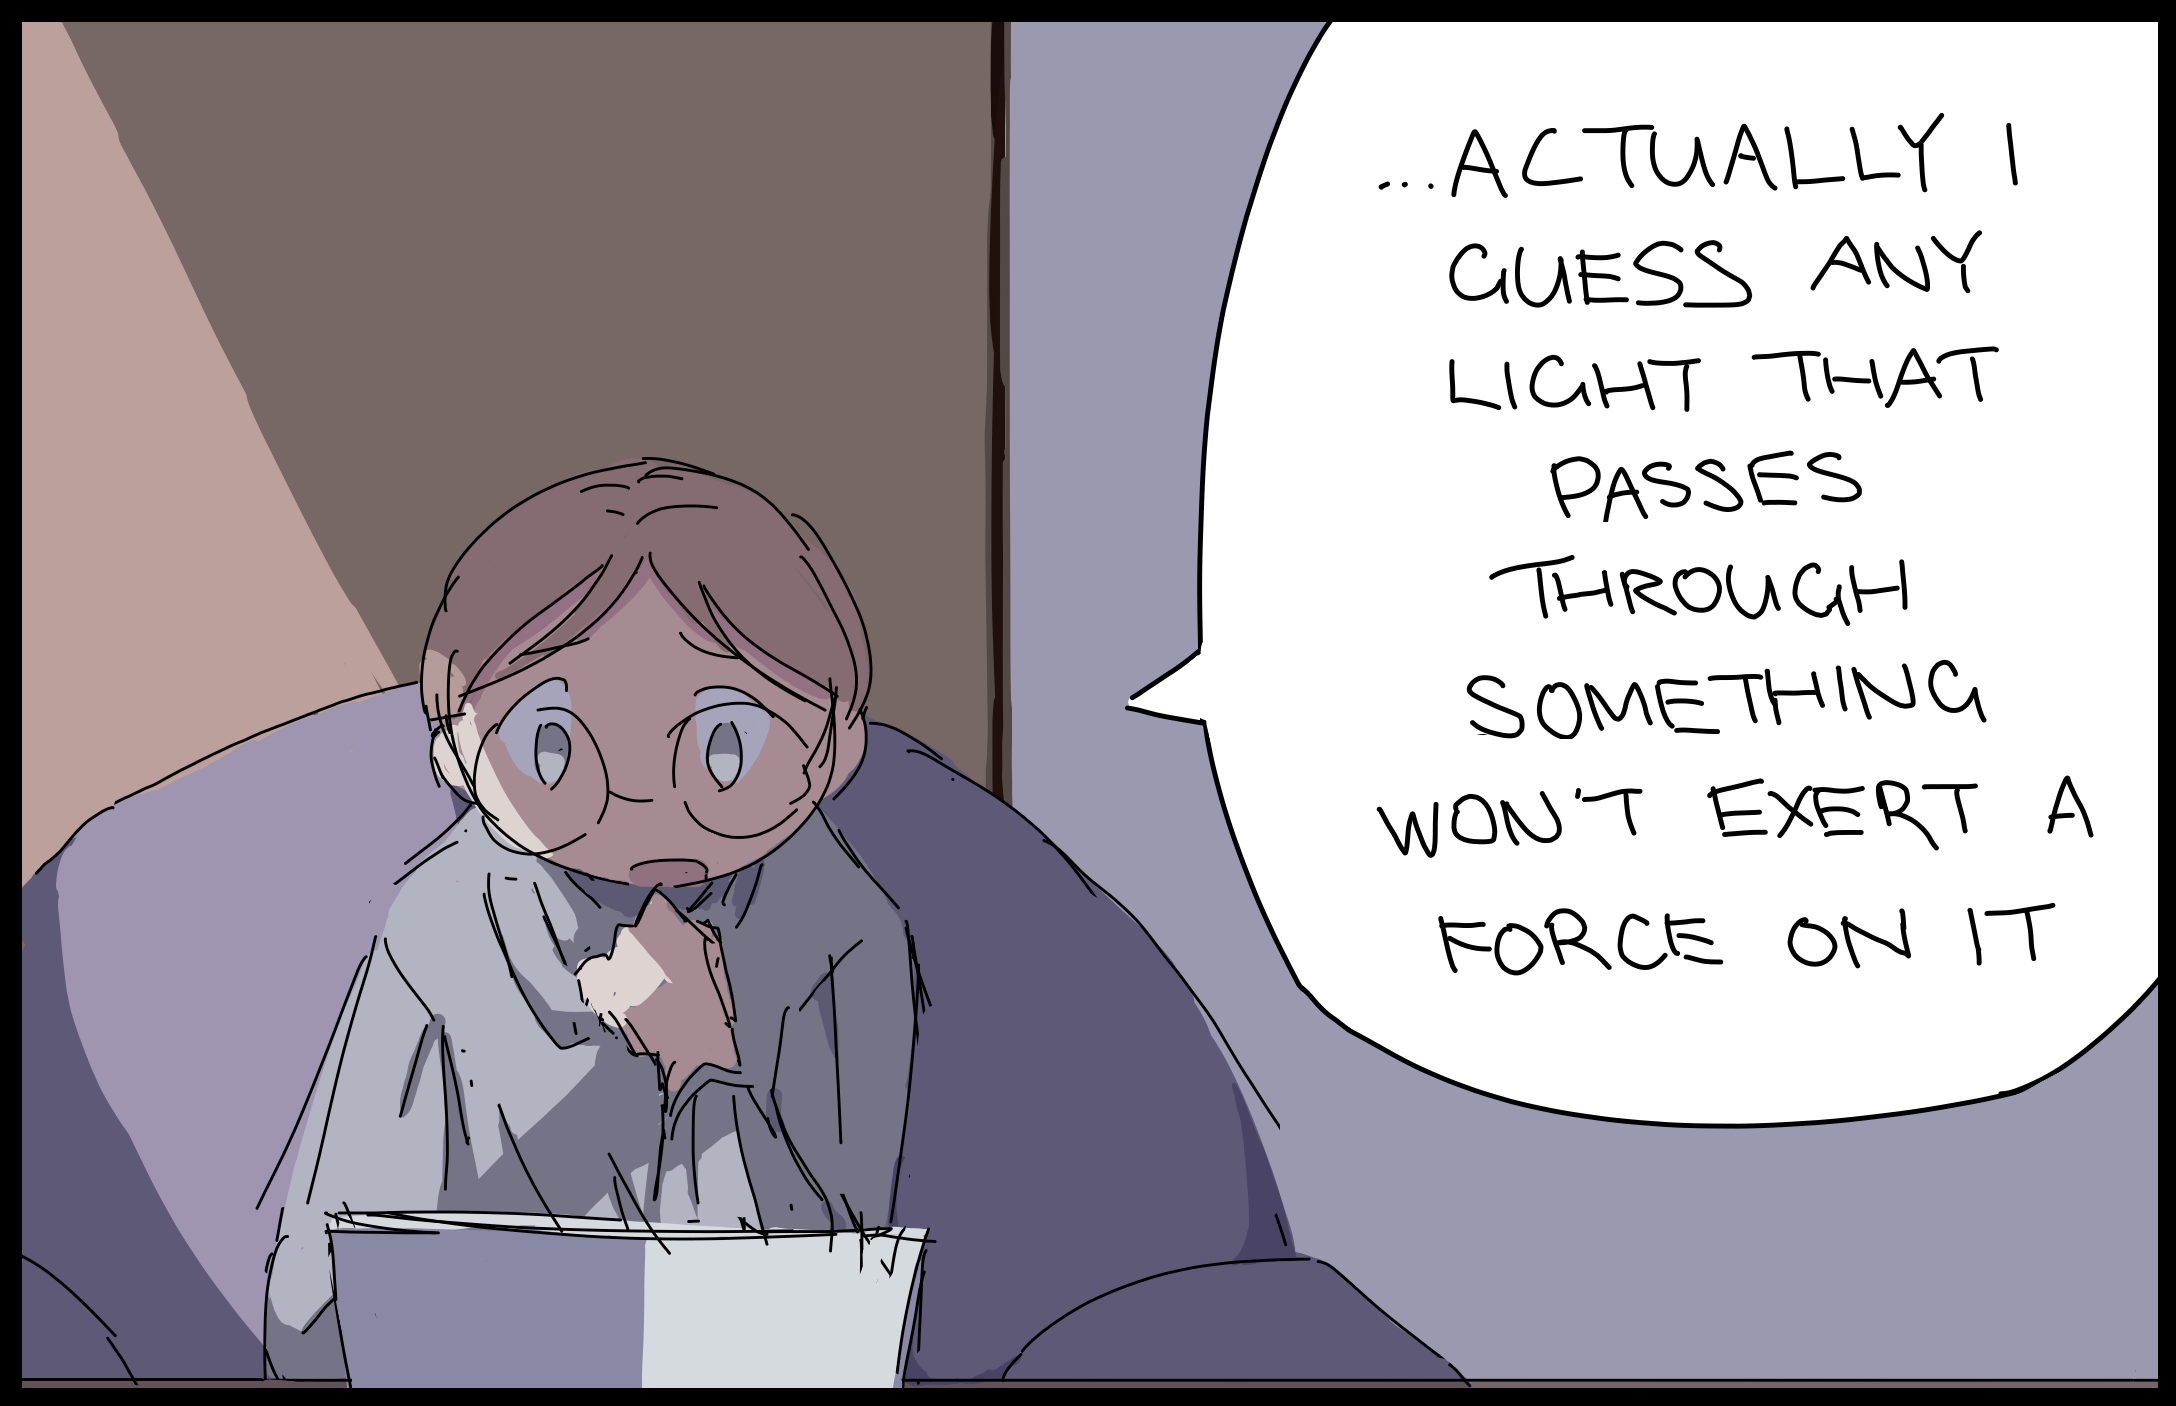 ...ACTUALLY I
GUESS ANY
LIGHT THAT
PASSES
THROUGH
SOMETHING
WON'T EXERT A
FORCE ON IT